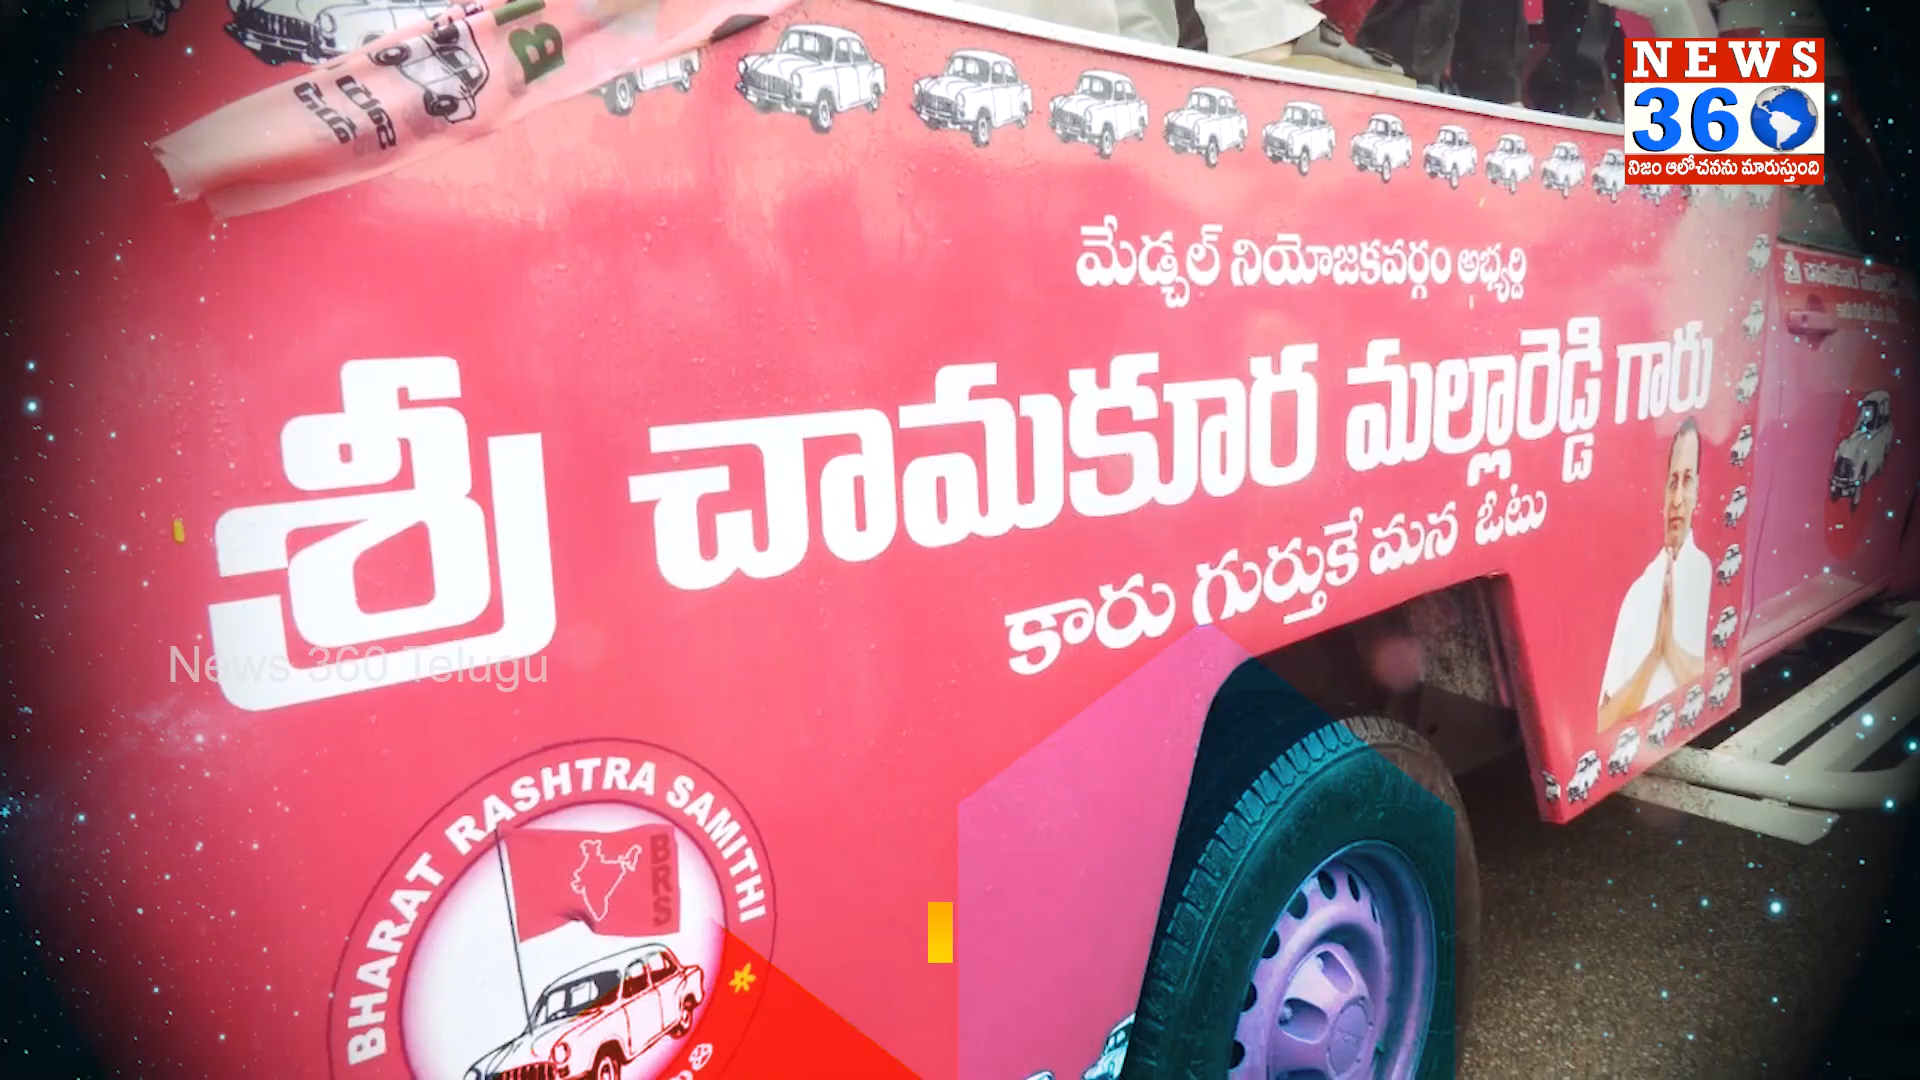 NEWS
360
నిజం ఆలోచనను మారుస్తుంది
మేడ్చల్ నియోజకవర్గం అభ్యర్ది
శ్రీ చామకూర మల్లారెడ్డి గారు
కారు గుర్తుకే మన ఓటు
News 360 Telugu
BHARAT RASHTRA SAMITHI
BRS